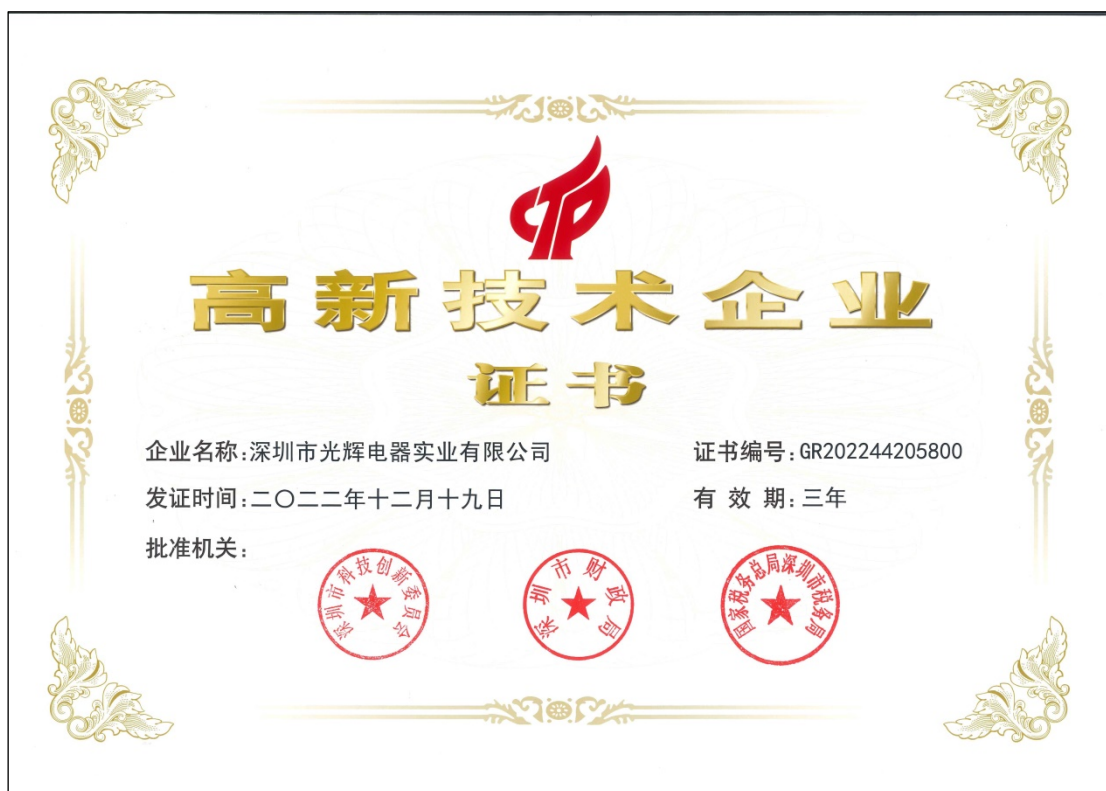 CTP
高新技术企业
证书
企业名称:深圳市光辉电器实业有限公司
证书编号:GR202244205800
发证时间:二〇二二年十二月十九日
有 效 期:三年
批准机关:
深圳市科技创新委员会
深圳市财政局
国家税务总局深圳市税务局